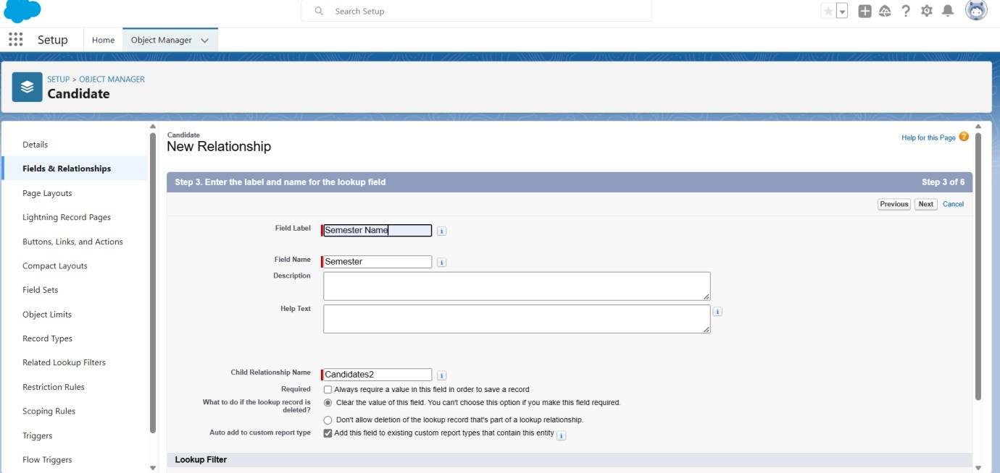 Search Setup
Setup
Home
Object Manager
SETUP > OBJECT MANAGER
Candidate
Details
Fields & Relationships
Page Layouts
Lightning Record Pages
Buttons, Links, and Actions
Compact Layouts
Field Sets
Object Limits
Record Types
Related Lookup Filters
Restriction Rules
Scoping Rules
Triggers
Flow Triggers
Candidate
New Relationship
Help for this Page
Step 3. Enter the label and name for the lookup field
Step 3 of 6
Previous
Next
Cancel
Field Label
Semester Name
Field Name
Semester
Description
Help Text
Child Relationship Name
Candidates2
Required
Always require a value in this field in order to save a record
What to do if the lookup record is
deleted?
Clear the value of this field. You can't choose this option if you make this field required.
Don't allow deletion of the lookup record that's part of a lookup relationship.
Auto add to custom report type
Add this field to existing custom report types that contain this entity
Lookup Filter